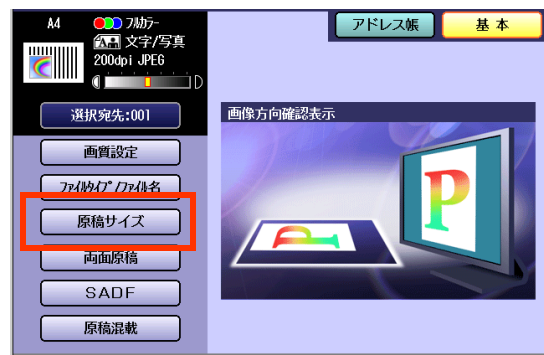 A4 フルカラー
文字/写真
200dpi JPEG
選択宛先:001
画質設定
ファイルタイプ/ファイル名
原稿サイズ
両面原稿
SADF
原稿混載
アドレス帳
基本
画像方向確認表示
P
P